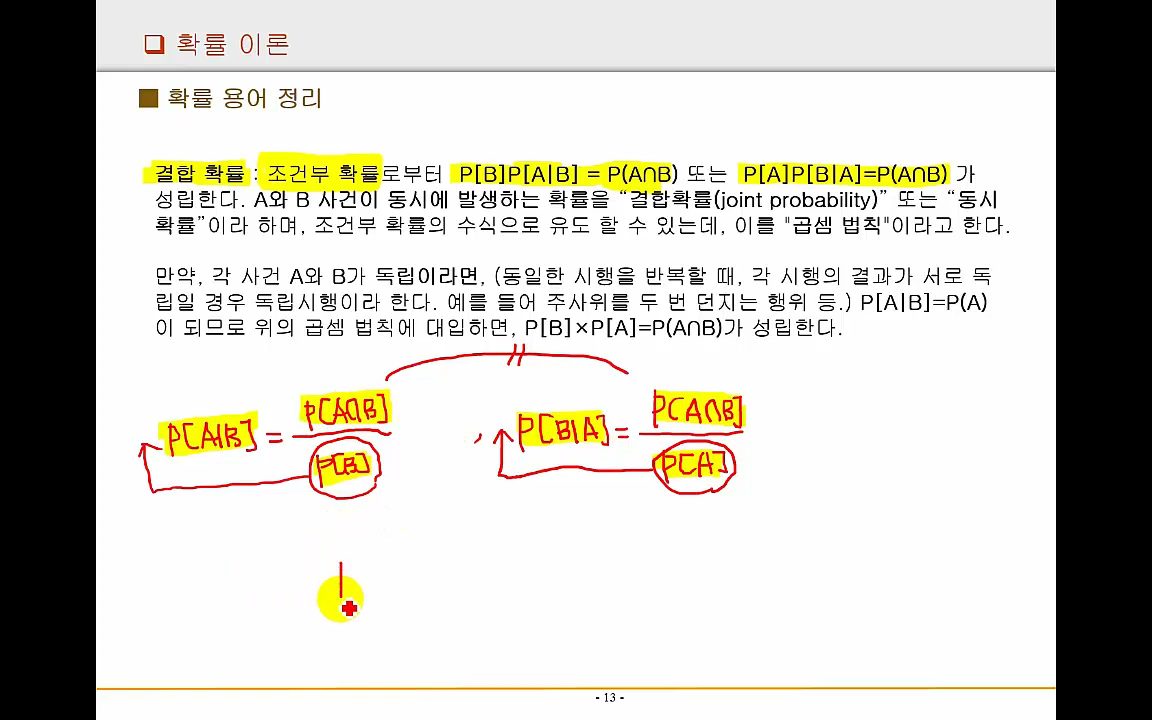 확률 이론
확률 용어 정리
결합 확률 : 조건부 확률로부터 P[B]P[A|B] = P(A∩B) 또는 P[A]P[B|A]=P(A∩B) 가
성립한다. A와 B 사건이 동시에 발생하는 확률을 “결합확률(joint probability)” 또는 “동시
확률”이라 하며, 조건부 확률의 수식으로 유도 할 수 있는데, 이를 "곱셈 법칙"이라고 한다.
만약, 각 사건 A와 B가 독립이라면, (동일한 시행을 반복할 때, 각 시행의 결과가 서로 독
립일 경우 독립시행이라 한다. 예를 들어 주사위를 두 번 던지는 행위 등.) P[A|B]=P(A)
이 되므로 위의 곱셈 법칙에 대입하면, P[B]×P[A]=P(A∩B)가 성립한다.
P[A|B] = P[A∩B] / P[B] , P[B|A] = P[A∩B] / P[A]
- 13 -